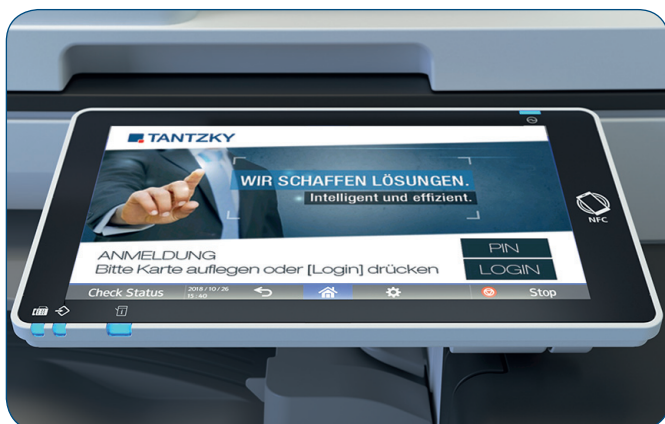 TANTZKY
WIR SCHAFFEN LÖSUNGEN.
Intelligent und effizient.
NFC
ANMELDUNG
Bitte Karte auflegen oder [Login] drücken
PIN
LOGIN
Check Status
2018/10/26
15:40
Stop